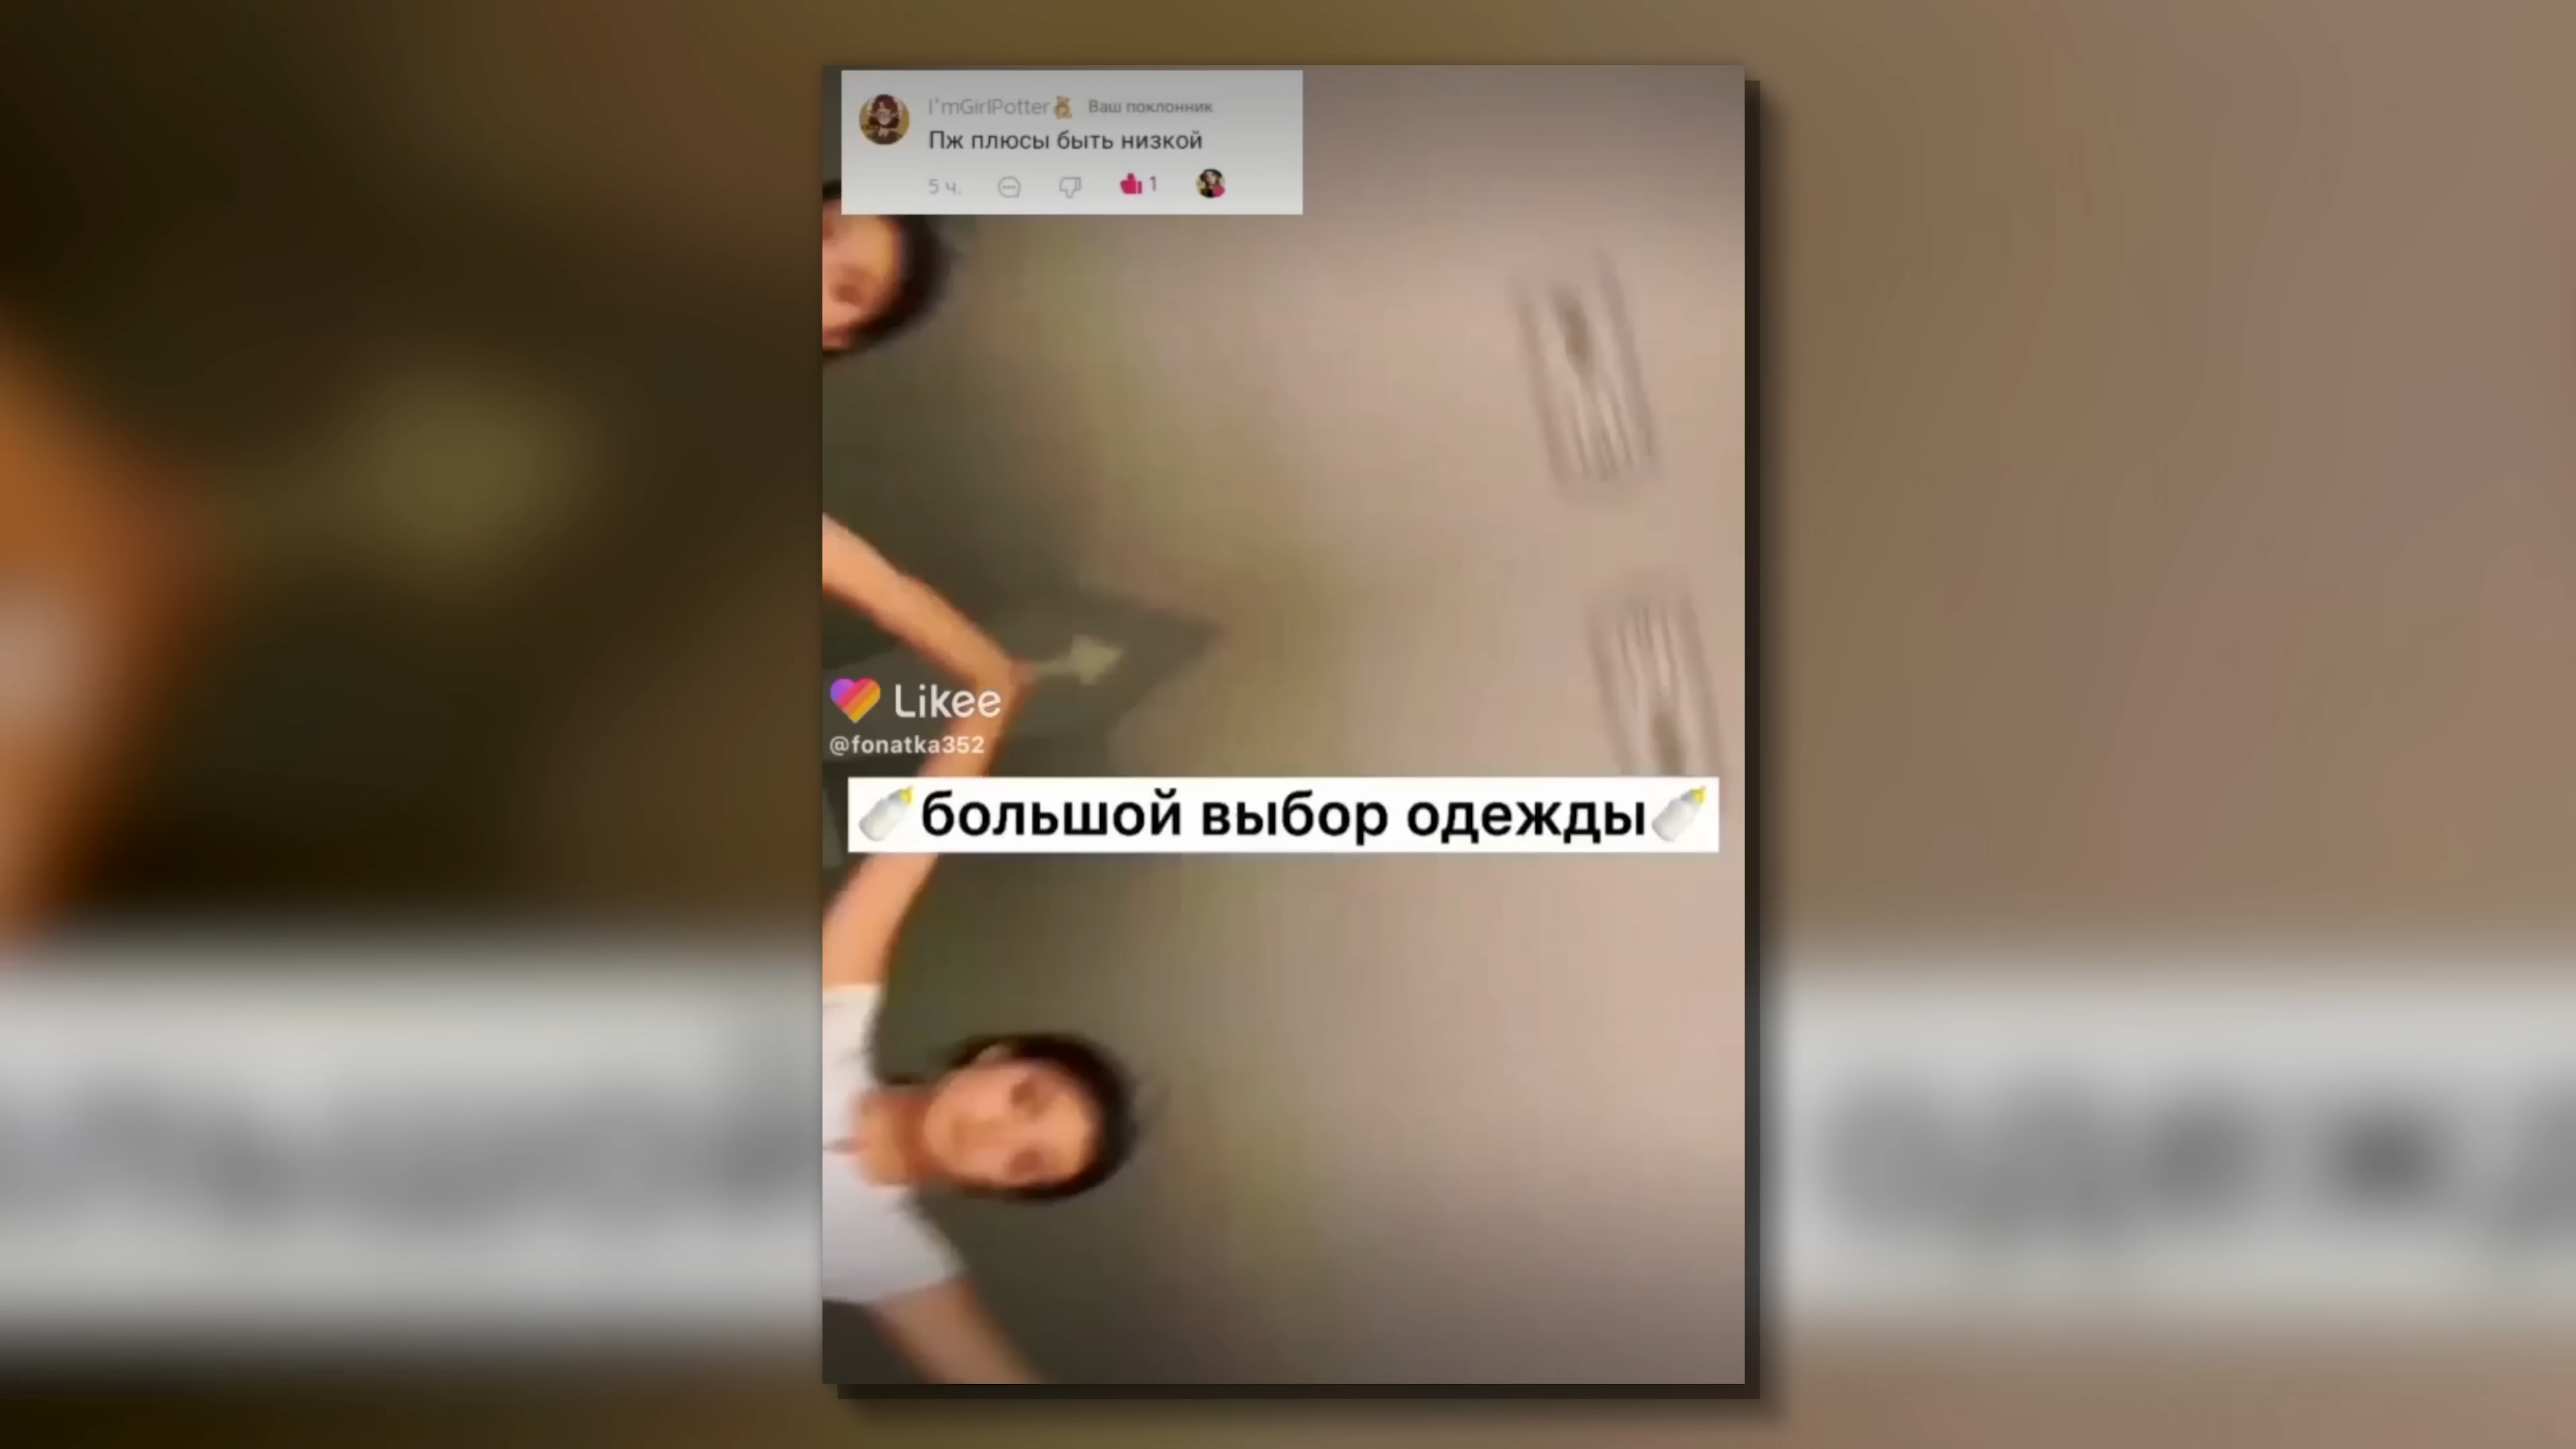 I'mGirlPotter Ваш поклонник
Пж плюсы быть низкой
5 ч. 1
Likee
@fonatka352
большой выбор одежды